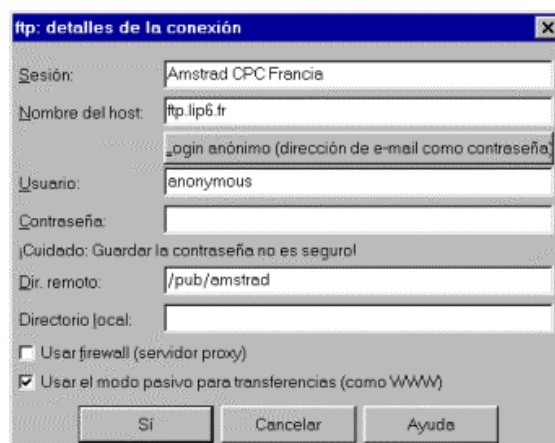 ftp: detalles de la conexión
Sesión: Amstrad CPC Francia
Nombre del host: ftp.lip6.fr
Login anónimo (dirección de e-mail como contraseña)
Usuario: anonymous
Contraseña:
¡Cuidado: Guardar la contraseña no es seguro!
Dir. remoto: /pub/amstrad
Directorio local:
Usar firewall (servidor proxy)
Usar el modo pasivo para transferencias (como WWW)
Sí Cancelar Ayuda